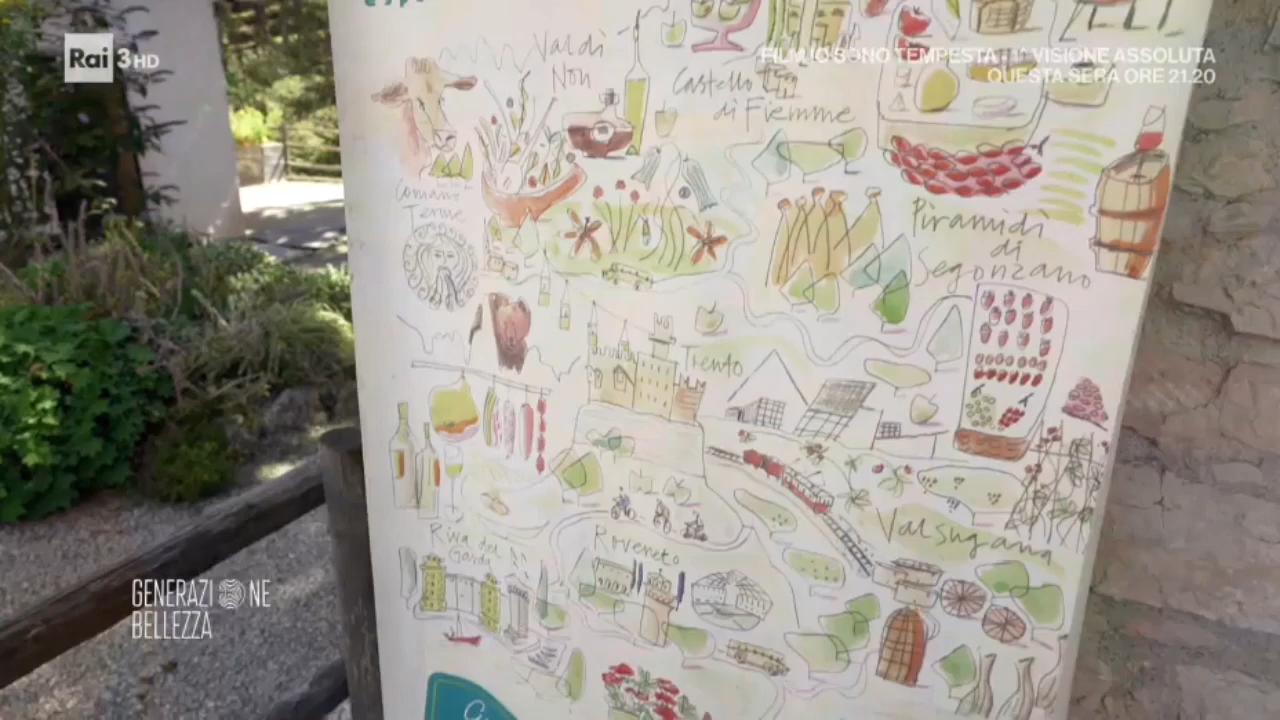 Rai 3HD
FILM IO SONO TEMPESTA 1ª VISIONE ASSOLUTA
QUESTA SERA ORE 21.20
Val di
Non
Castello
di Fiemme
Comano
Terme
Piramidi
di
Segonzano
Trento
Valsugana
Riva del
Garda
Rovereto
GENERAZIONE
BELLEZZA